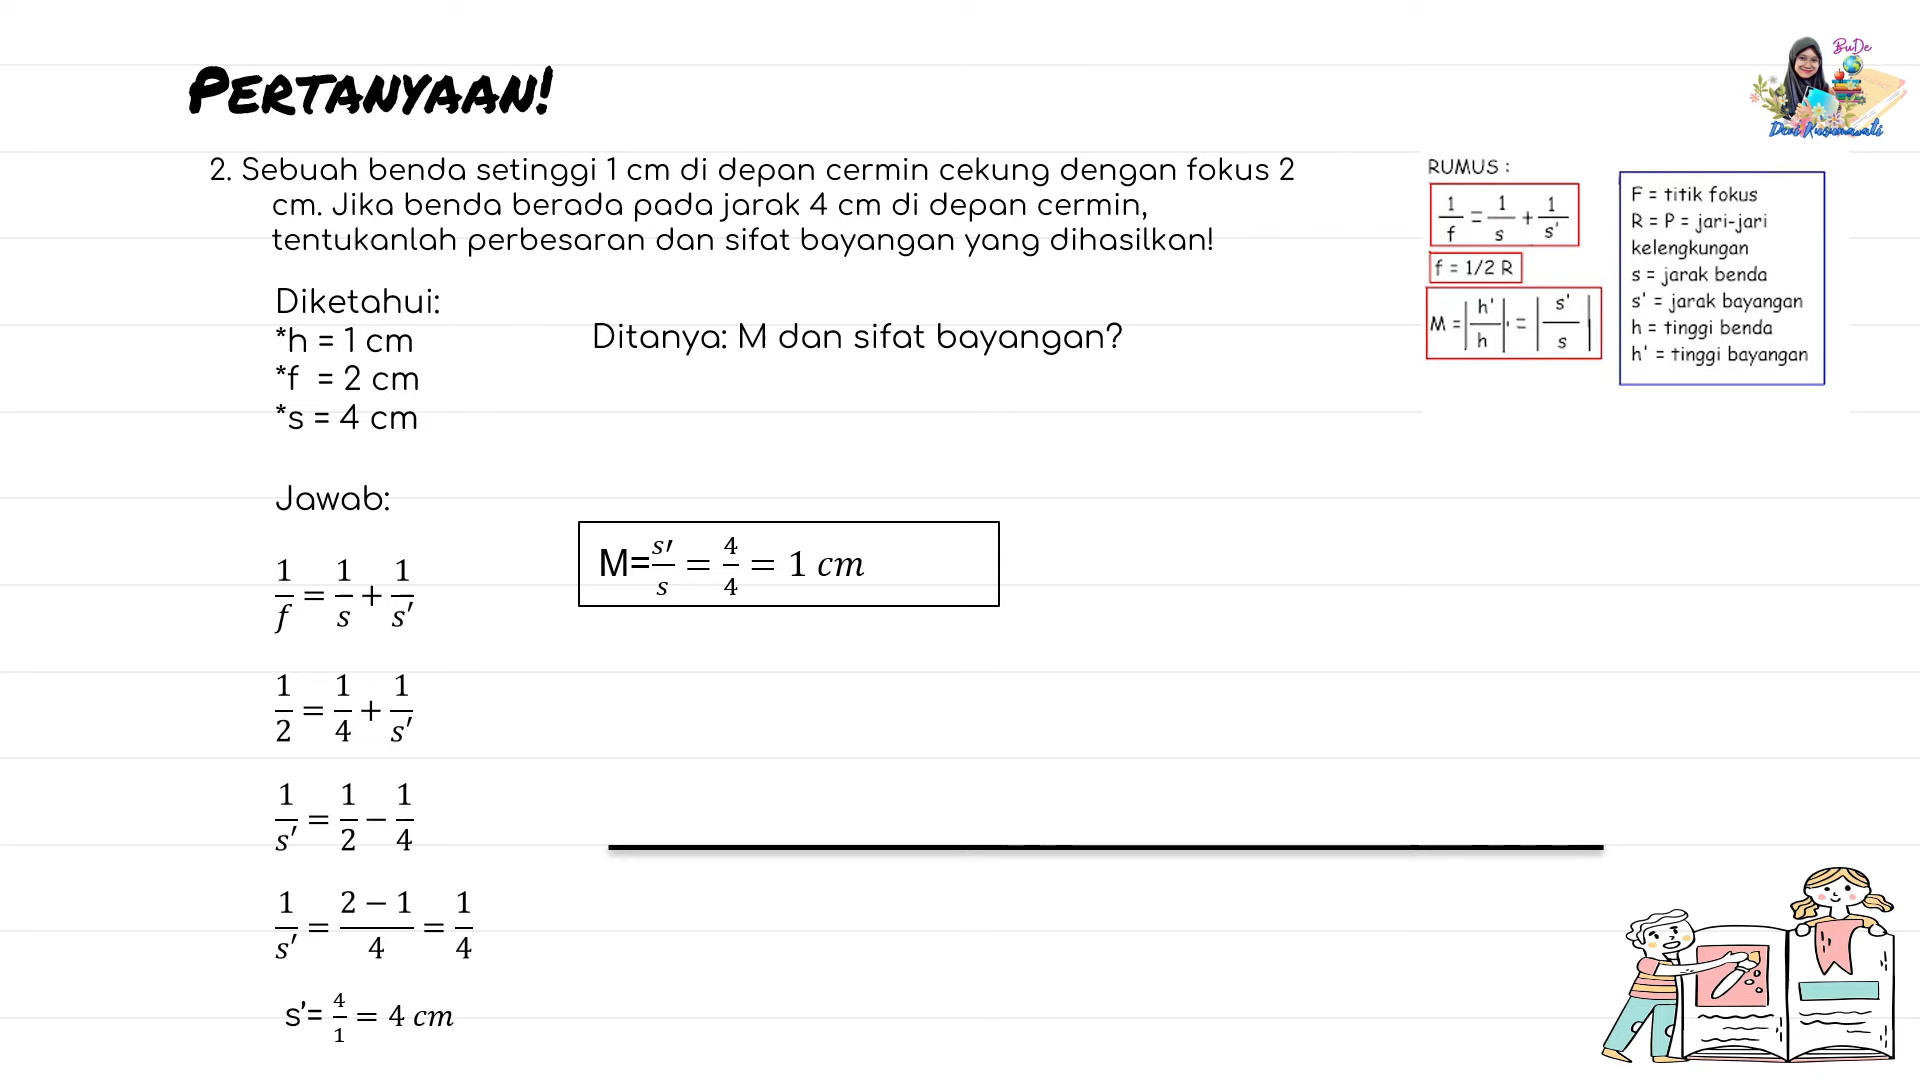 PERTANYAAN!
BuDe
Devi Kusumawati
2. Sebuah benda setinggi 1 cm di depan cermin cekung dengan fokus 2
cm. Jika benda berada pada jarak 4 cm di depan cermin,
tentukanlah perbesaran dan sifat bayangan yang dihasilkan!
RUMUS :
1/f = 1/s + 1/s'
f = 1/2 R
M = |h'/h| = |s'/s|
F = titik fokus
R = P = jari-jari
kelengkungan
s = jarak benda
s' = jarak bayangan
h = tinggi benda
h' = tinggi bayangan
Diketahui:
*h = 1 cm
*f = 2 cm
*s = 4 cm
Ditanya: M dan sifat bayangan?
Jawab:
1/f = 1/s + 1/s′
1/2 = 1/4 + 1/s′
1/s′ = 1/2 − 1/4
1/s′ = (2 − 1)/4 = 1/4
s'= 4/1 = 4 cm
M= s′/s = 4/4 = 1 cm